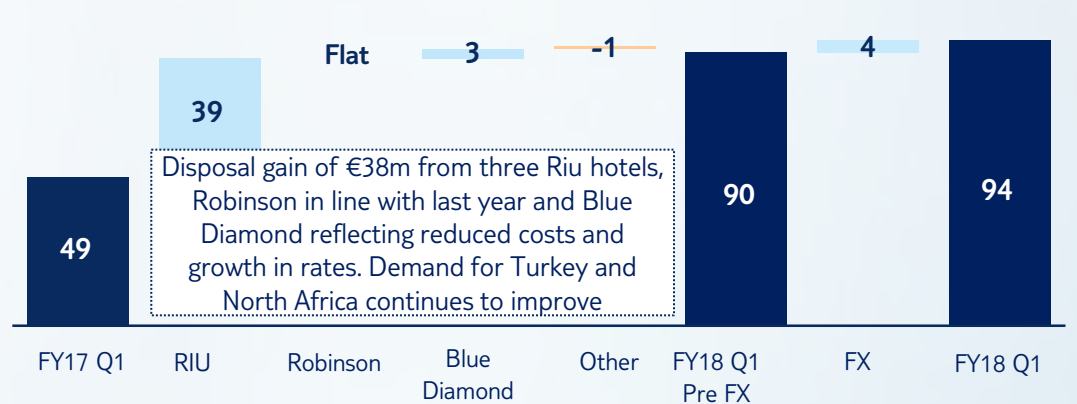 Flat
3
-1
4
39
49
90
94
Disposal gain of €38m from three Riu hotels,
Robinson in line with last year and Blue
Diamond reflecting reduced costs and
growth in rates. Demand for Turkey and
North Africa continues to improve
FY17 Q1
RIU
Robinson
Blue
Diamond
Other
FY18 Q1
Pre FX
FX
FY18 Q1